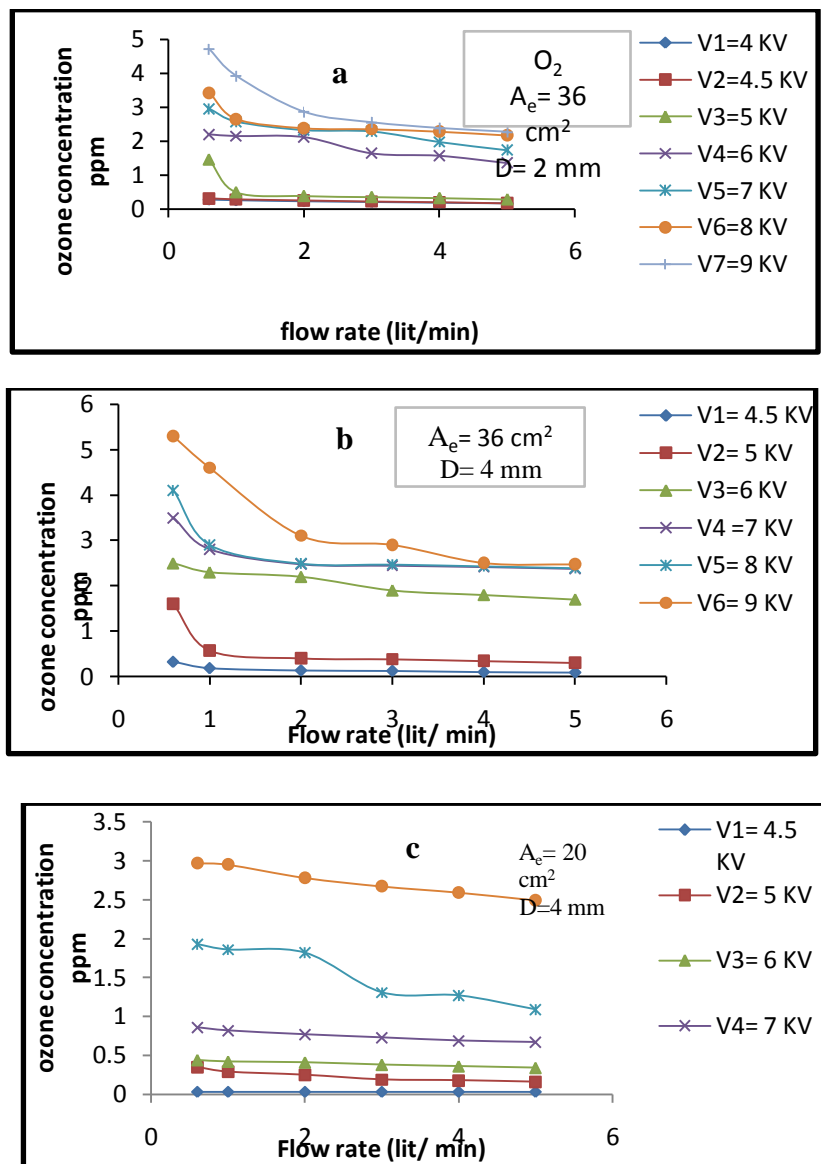 a
O₂
Aₑ= 36
cm²
D= 2 mm
ozone concentration
ppm
5
4
3
2
1
0
0
2
4
6
flow rate (lit/min)
V1=4 KV
V2=4.5 KV
V3=5 KV
V4=6 KV
V5=7 KV
V6=8 KV
V7=9 KV
b
Aₑ= 36 cm²
D= 4 mm
ozone concentration
ppm
6
5
4
3
2
1
0
0
1
2
3
4
5
6
Flow rate (lit/ min)
V1= 4.5 KV
V2= 5 KV
V3=6 KV
V4 =7 KV
V5= 8 KV
V6= 9 KV
c
Aₑ= 20
cm²
D=4 mm
ozone concentration
ppm
3.5
3
2.5
2
1.5
1
0.5
0
0
2
4
6
Flow rate (lit/ min)
V1= 4.5
KV
V2= 5 KV
V3= 6 KV
V4= 7 KV